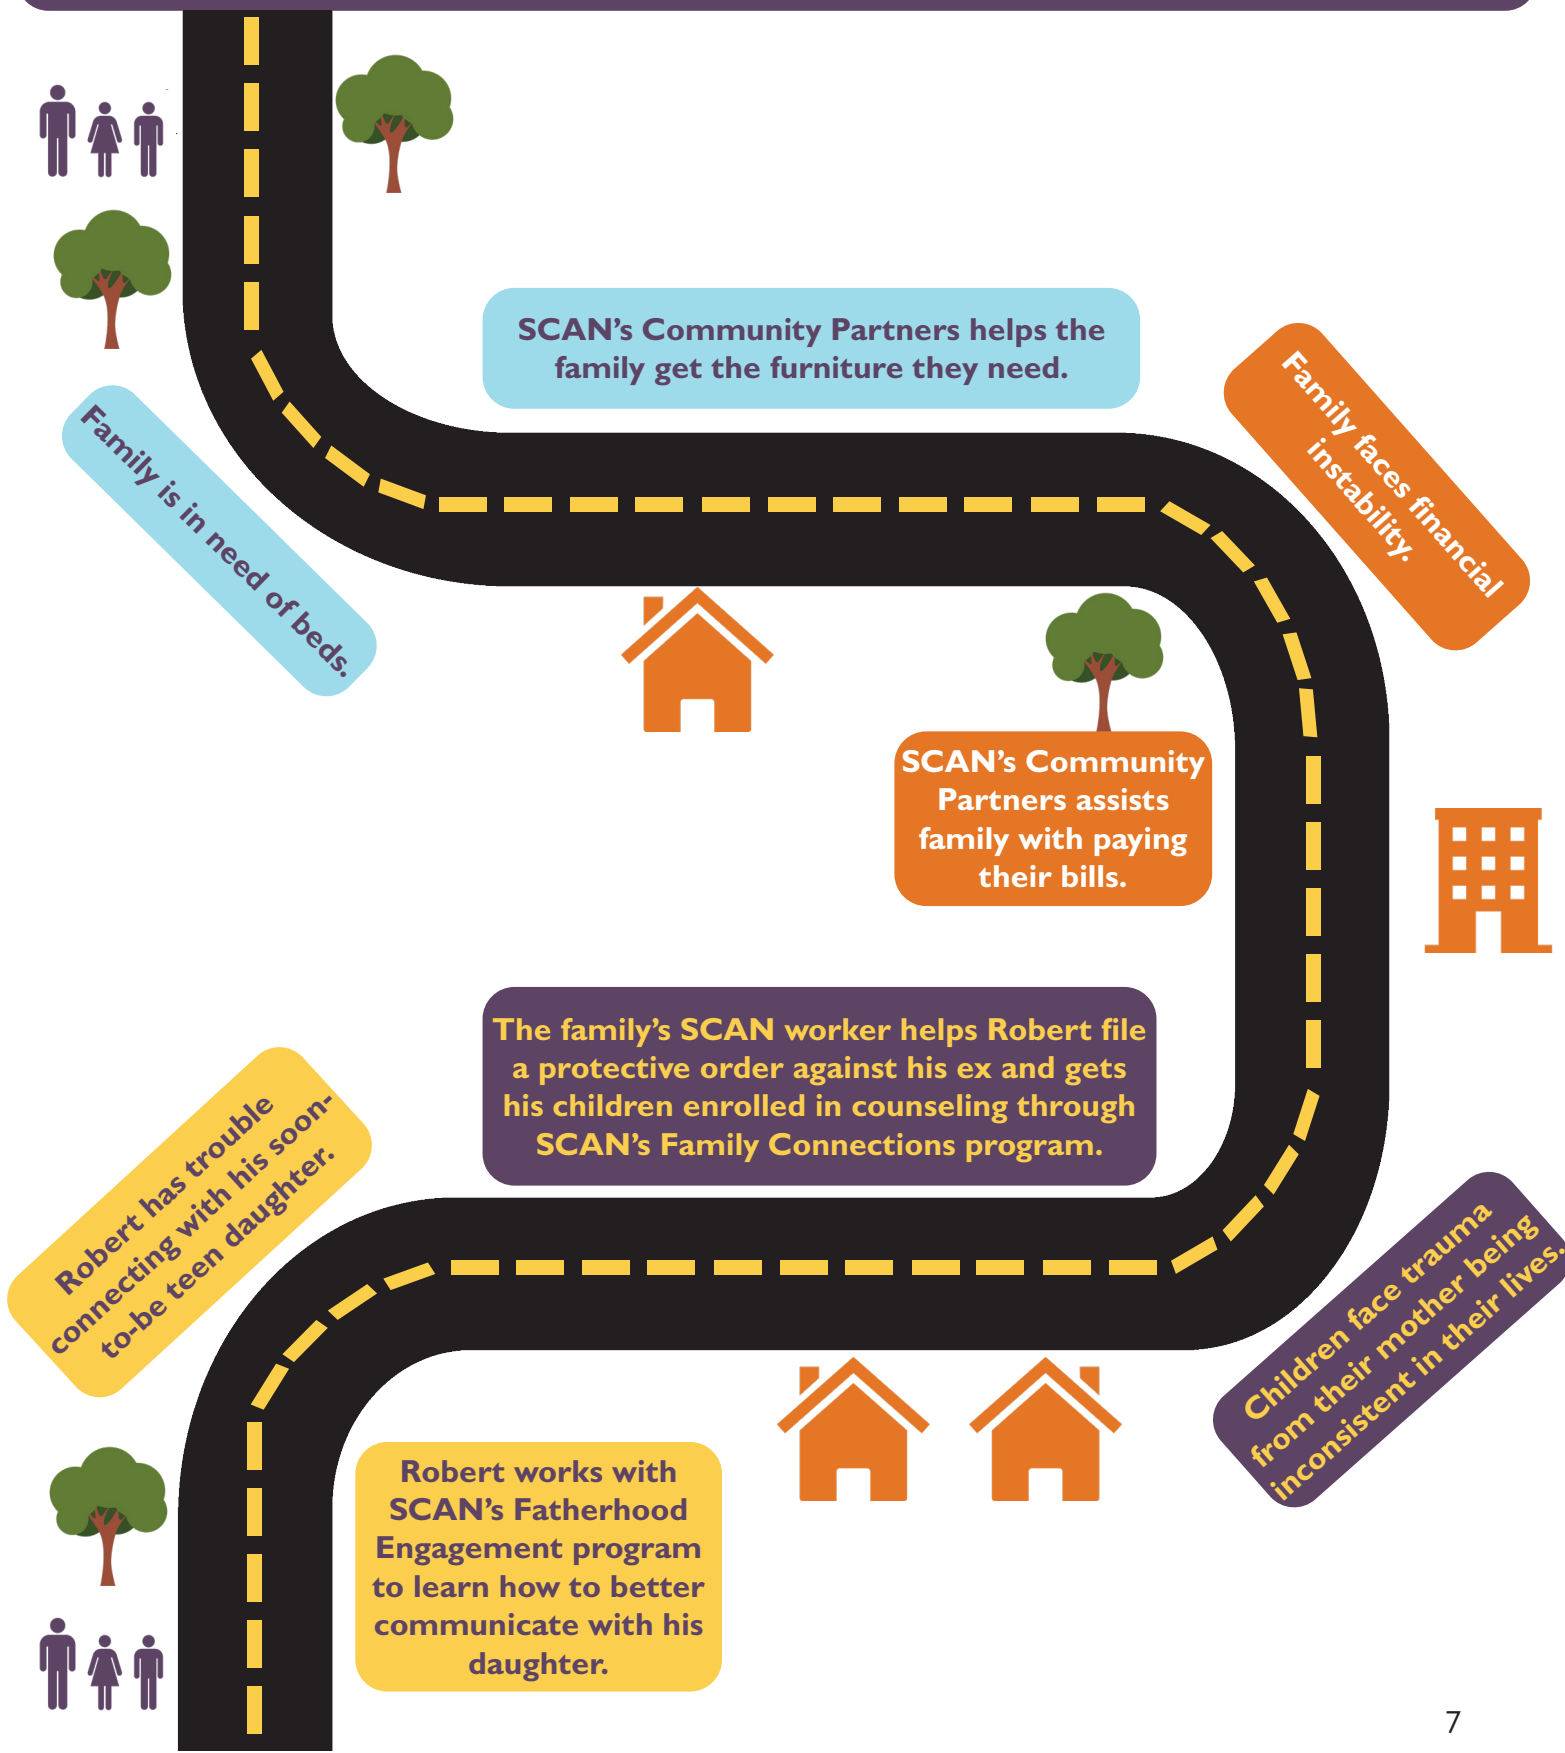 Family is in need of beds.
SCAN’s Community Partners helps the
family get the furniture they need.
Family faces financial
instability.
SCAN’s Community
Partners assists
family with paying
their bills.
Children face trauma
from their mother being
inconsistent in their lives.
The family’s SCAN worker helps Robert file
a protective order against his ex and gets
his children enrolled in counseling through
SCAN’s Family Connections program.
Robert has trouble
connecting with his soon-
to-be teen daughter.
Robert works with
SCAN’s Fatherhood
Engagement program
to learn how to better
communicate with his
daughter.
7